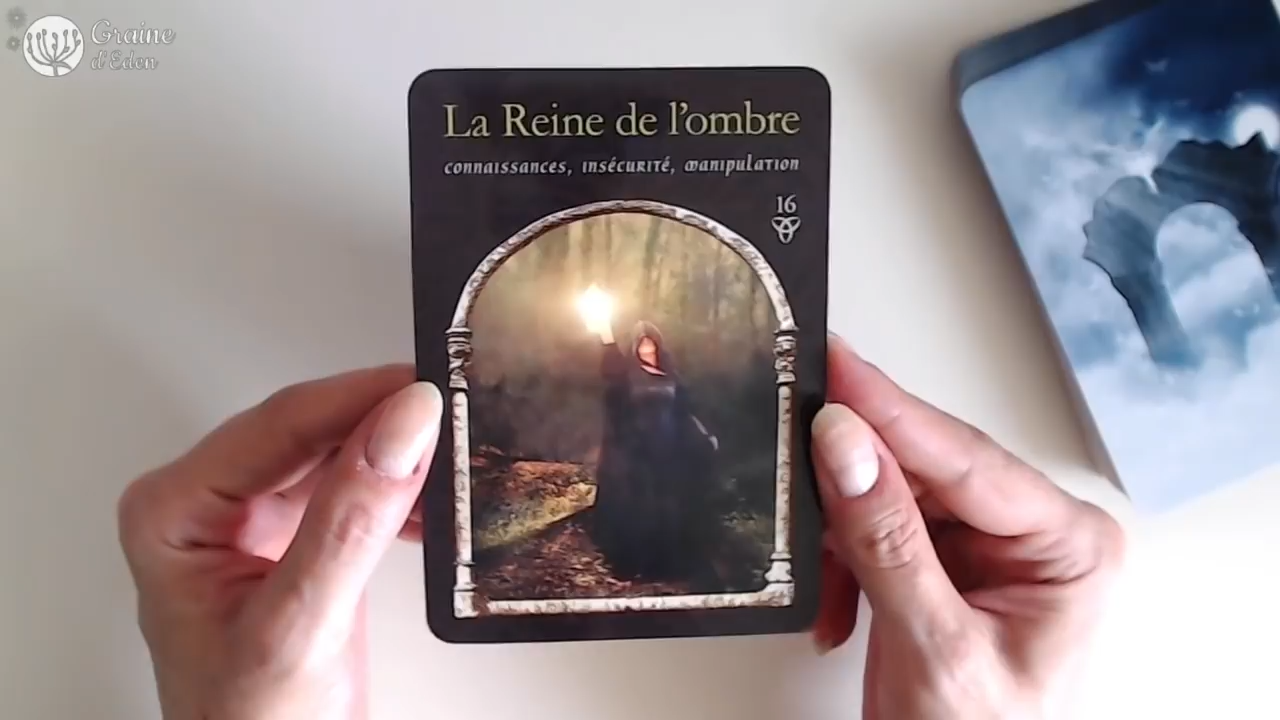 Graine
d'Eden
La Reine de l'ombre
connaissances, insécurité, manipulation
16